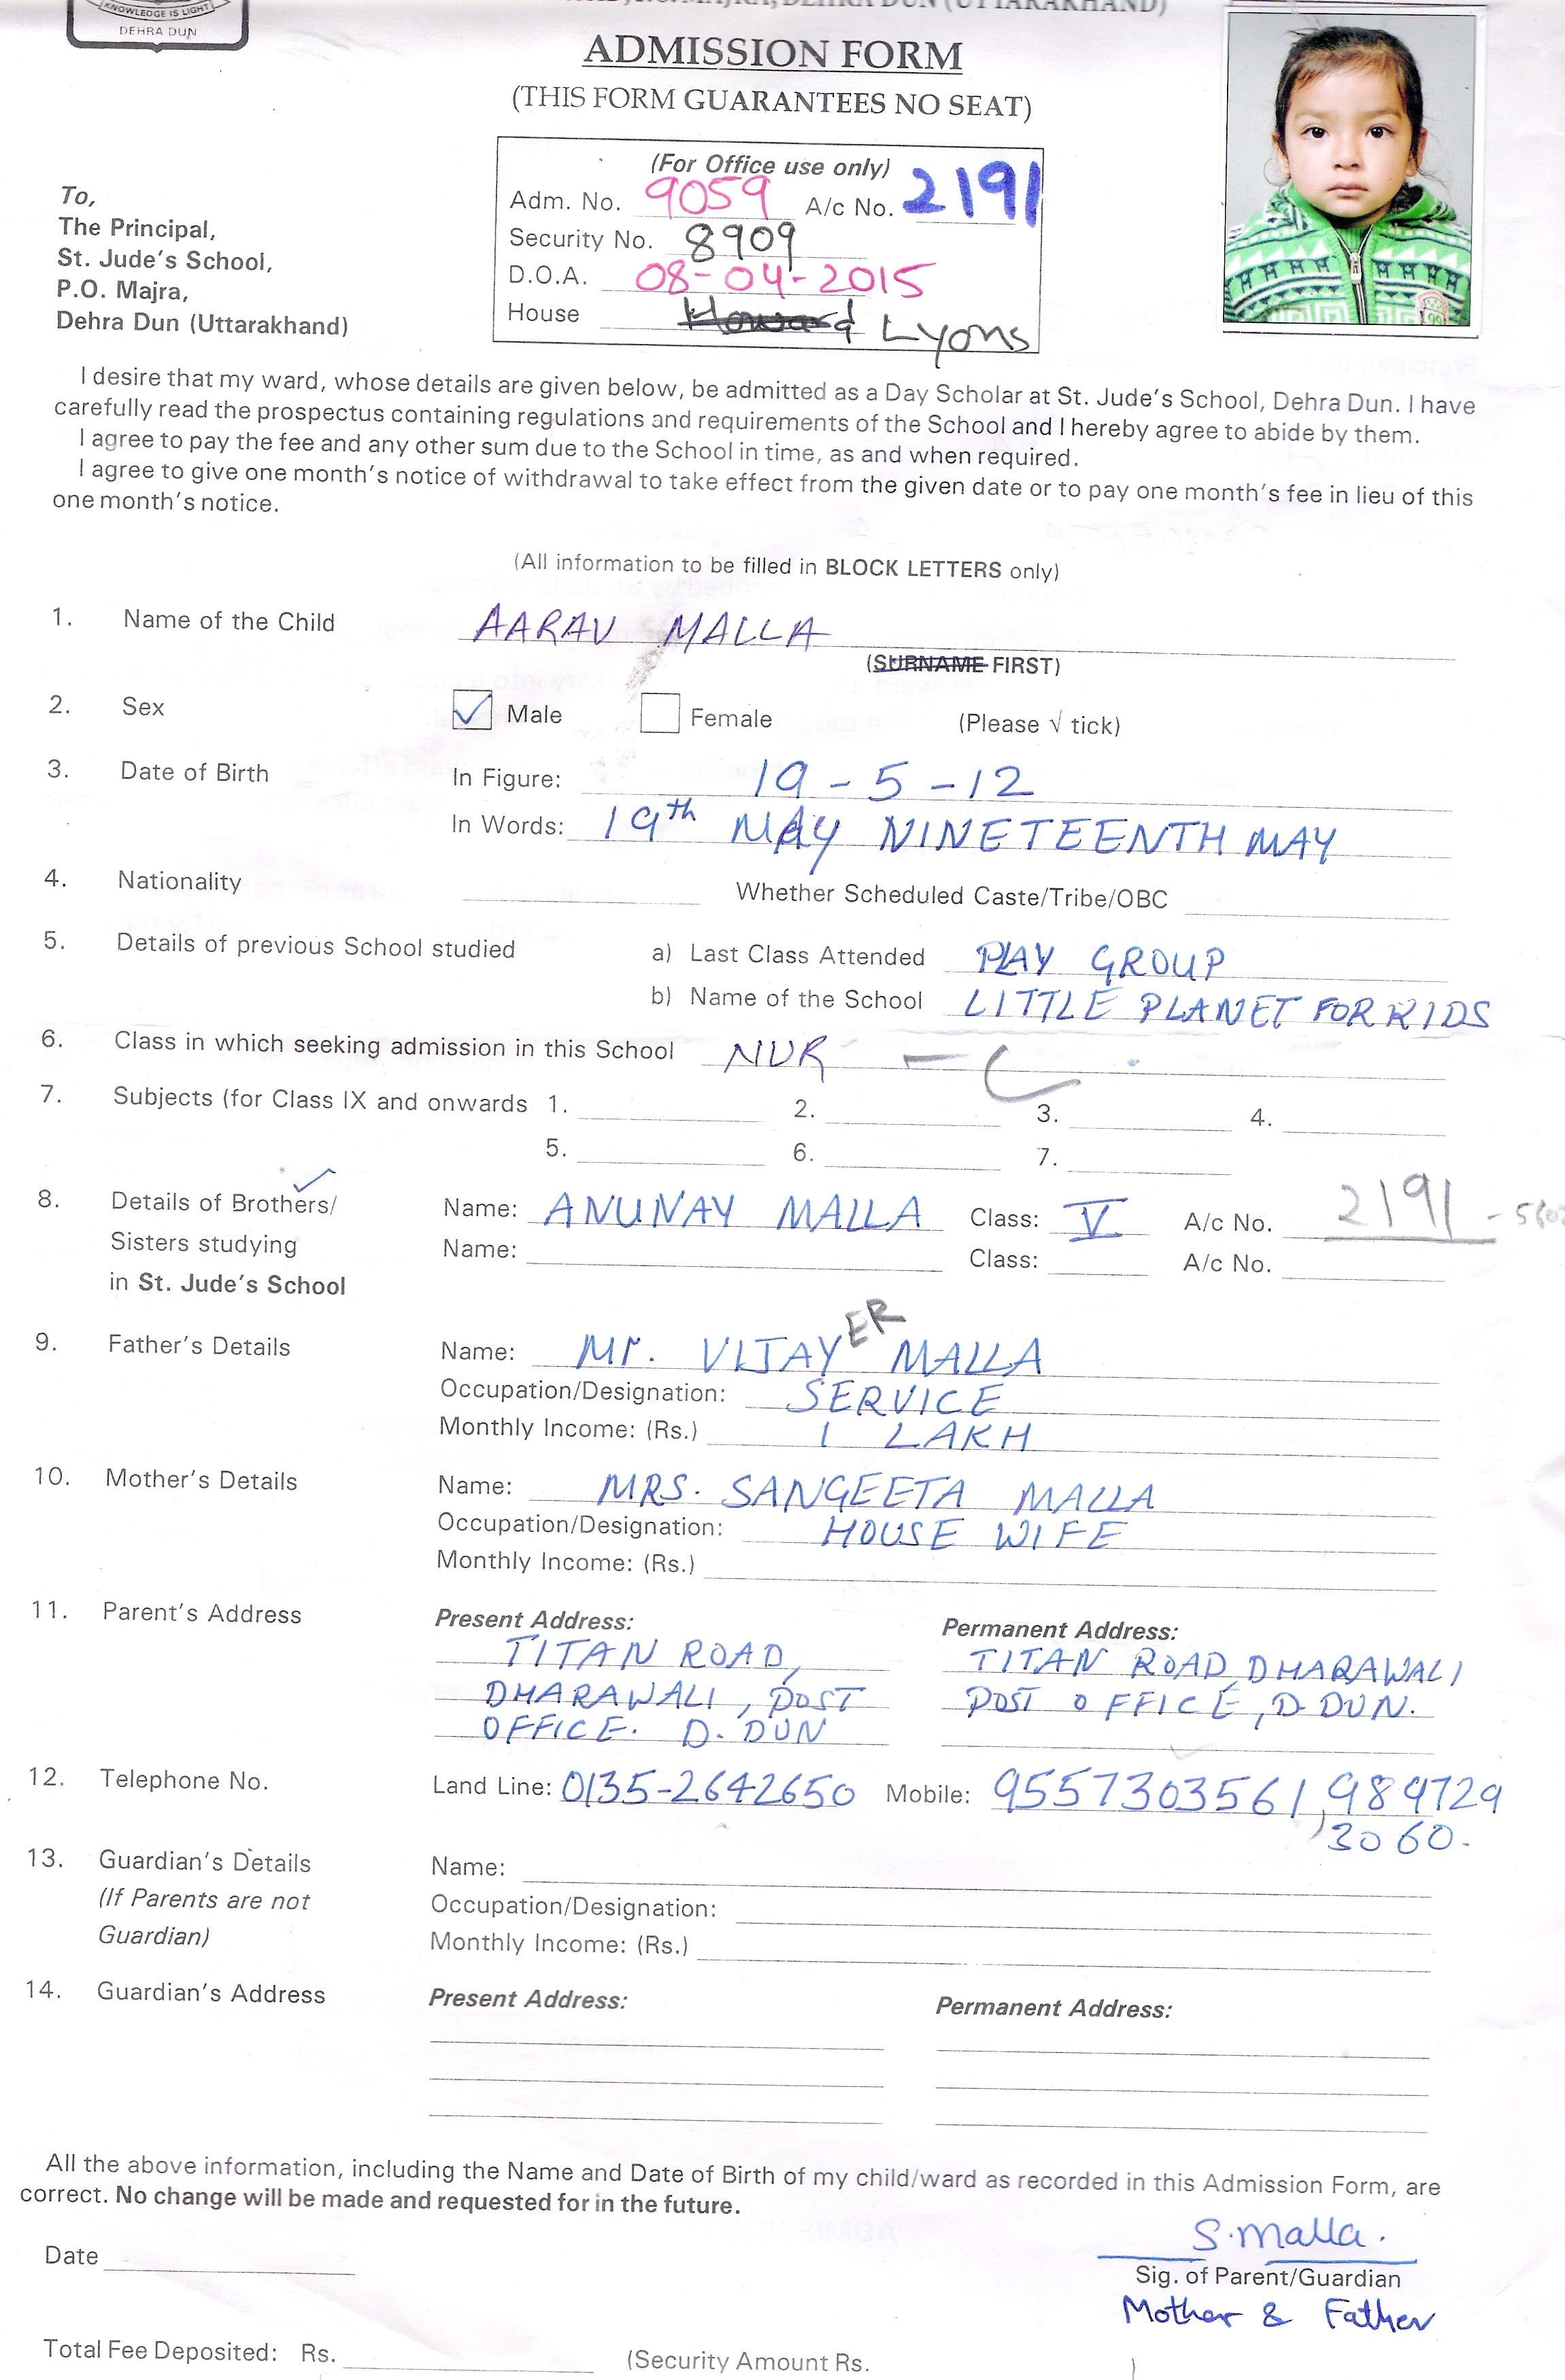 KNOWLEDGE IS LIGHT
DEHRA DUN
MAJRA, DEHRA DUN (UTTARAKHAND)
ADMISSION FORM
(THIS FORM GUARANTEES NO SEAT)
(For Office use only)
Adm. No. 9059 A/c No. 2191
Security No. 8909
D.O.A. 08-04-2015
House Howard Lyons
To,
The Principal,
St. Jude's School,
P.O. Majra,
Dehra Dun (Uttarakhand)
I desire that my ward, whose details are given below, be admitted as a Day Scholar at St. Jude's School, Dehra Dun. I have
carefully read the prospectus containing regulations and requirements of the School and I hereby agree to abide by them.
I agree to pay the fee and any other sum due to the School in time, as and when required.
I agree to give one month's notice of withdrawal to take effect from the given date or to pay one month's fee in lieu of this
one month's notice.
(All information to be filled in BLOCK LETTERS only)
1. Name of the Child AARAV MALLA
(SURNAME FIRST)
2. Sex Male Female (Please √ tick)
3. Date of Birth In Figure: 19-5-12
In Words: 19th MAY NINETEENTH MAY
4. Nationality Whether Scheduled Caste/Tribe/OBC
5. Details of previous School studied a) Last Class Attended PLAY GROUP
b) Name of the School LITTLE PLANET FOR KIDS
6. Class in which seeking admission in this School NUR - C
7. Subjects (for Class IX and onwards 1. 2. 3. 4.
5. 6. 7.
8. Details of Brothers/ Name: ANUNAY MALLA Class: V A/c No. 2191
Sisters studying Name: Class: A/c No.
in St. Jude's School
ER
9. Father's Details Name: Mr. VIJAY MALLA
Occupation/Designation: SERVICE
Monthly Income: (Rs.) 1 LAKH
10. Mother's Details Name: MRS. SANGEETA MALLA
Occupation/Designation: HOUSE WIFE
Monthly Income: (Rs.)
11. Parent's Address Present Address: Permanent Address:
TITAN ROAD, TITAN ROAD, DHARAWALI
DHARAWALI, POST POST OFFICE, D. DUN.
OFFICE. D. DUN
12. Telephone No. Land Line: 0135-2642650 Mobile: 9557303561, 989729
3060.
13. Guardian's Details Name:
(If Parents are not Occupation/Designation:
Guardian) Monthly Income: (Rs.)
14. Guardian's Address Present Address: Permanent Address:
All the above information, including the Name and Date of Birth of my child/ward as recorded in this Admission Form, are
correct. No change will be made and requested for in the future.
S.Malla.
Date Sig. of Parent/Guardian
Mother & Father
Total Fee Deposited: Rs. (Security Amount Rs. )